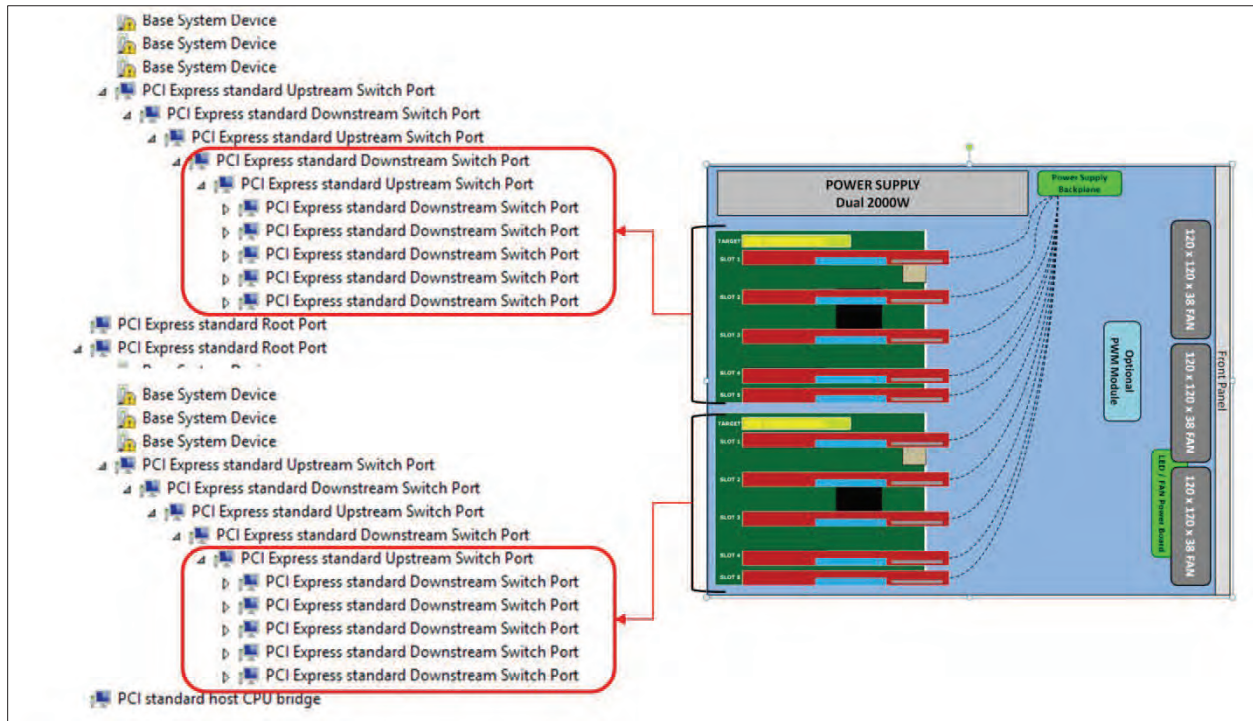 Base System Device
Base System Device
Base System Device
PCI Express standard Upstream Switch Port
PCI Express standard Downstream Switch Port
PCI Express standard Upstream Switch Port
PCI Express standard Downstream Switch Port
PCI Express standard Upstream Switch Port
PCI Express standard Downstream Switch Port
PCI Express standard Downstream Switch Port
PCI Express standard Downstream Switch Port
PCI Express standard Downstream Switch Port
PCI Express standard Downstream Switch Port
PCI Express standard Root Port
PCI Express standard Root Port
Base System Device
Base System Device
Base System Device
PCI Express standard Upstream Switch Port
PCI Express standard Downstream Switch Port
PCI Express standard Upstream Switch Port
PCI Express standard Downstream Switch Port
PCI Express standard Upstream Switch Port
PCI Express standard Downstream Switch Port
PCI Express standard Downstream Switch Port
PCI Express standard Downstream Switch Port
PCI Express standard Downstream Switch Port
PCI Express standard Downstream Switch Port
PCI standard host CPU bridge
POWER SUPPLY
Dual 2000W
Power Supply
Backplane
TARGET
SLOT 1
SLOT 2
SLOT 3
SLOT 4
SLOT 5
TARGET
SLOT 1
SLOT 2
SLOT 3
SLOT 4
SLOT 5
Optional
PWM Module
LED / FAN Power Board
120 x 120 x 38 FAN
120 x 120 x 38 FAN
120 x 120 x 38 FAN
Front Panel